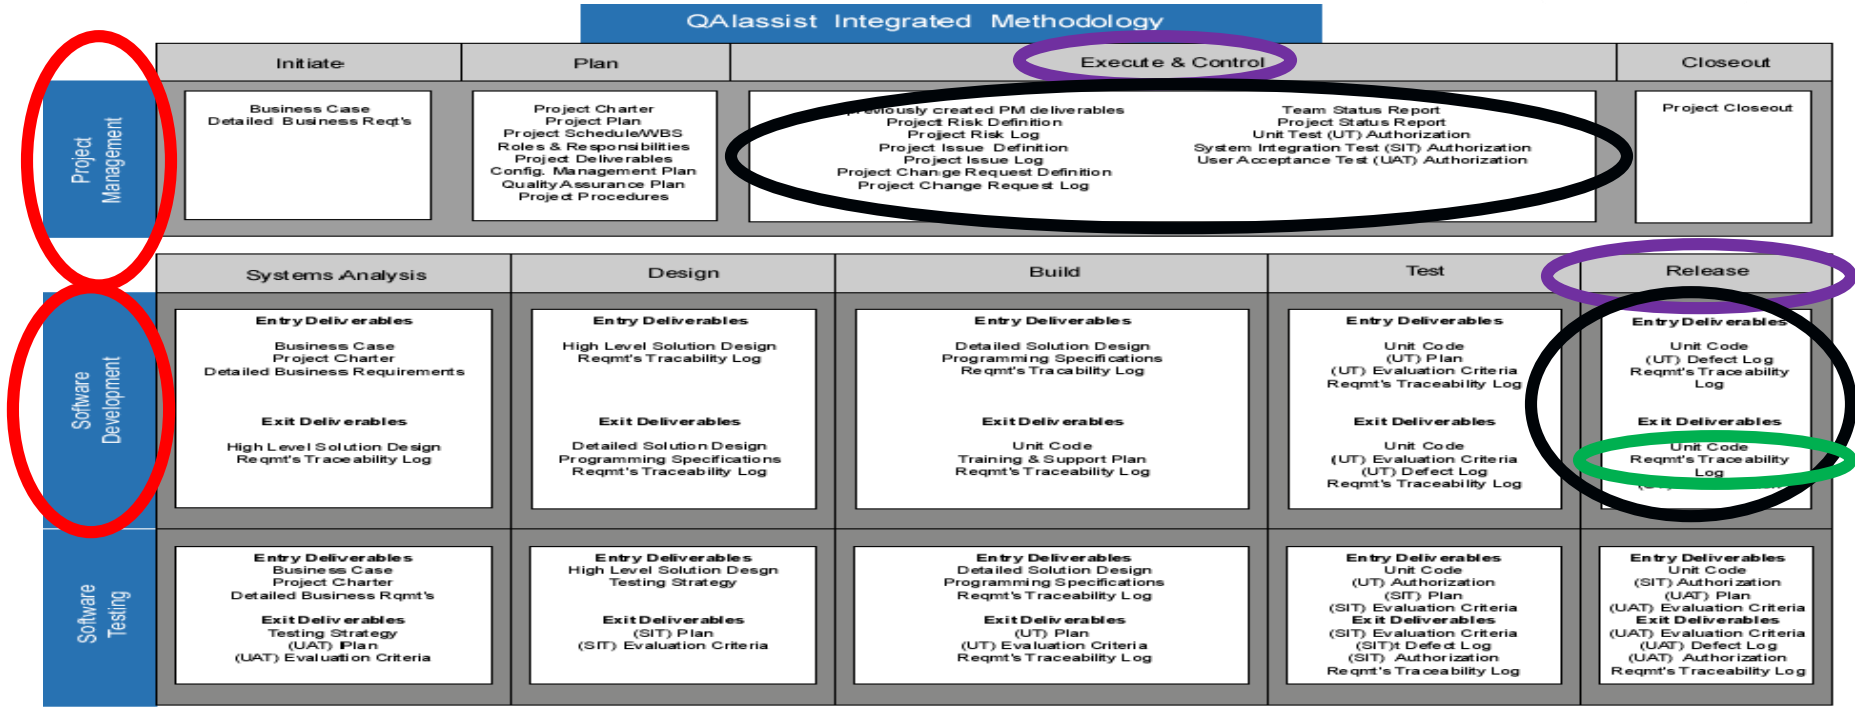 QAIassist Integrated Methodology
Initiate
Plan
Execute & Control
Closeout
Project
Management
Business Case
Detailed Business Reqt's
Project Charter
Project Plan
Project Schedule/WBS
Roles & Responsibilities
Project Deliverables
Config. Management Plan
Quality Assurance Plan
Project Procedures
created PM deliverables
Project Risk Definition
Project Risk Log
Project Issue Definition
Project Issue Log
Project Change Request Definition
Project Change Request Log
Team Status Report
Project Status Report
Unit Test (UT) Authorization
System Integration Test (SIT) Authorization
User Acceptance Test (UAT) Authorization
Project Closeout
Systems Analysis
Design
Build
Test
Release
Software
Development
Entry Deliverables
Business Case
Project Charter
Detailed Business Requirements
Exit Deliverables
High Level Solution Design
Reqmt's Traceability Log
Entry Deliverables
High Level Solution Design
Reqmt's Tracability Log
Exit Deliverables
Detailed Solution Design
Programming Specifications
Reqmt's Traceability Log
Entry Deliverables
Detailed Solution Design
Programming Specifications
Reqmt's Tracability Log
Exit Deliverables
Unit Code
Training & Support Plan
Reqmt's Traceability Log
Entry Deliverables
Unit Code
(UT) Plan
(UT) Evaluation Criteria
Reqmt's Traceability Log
Exit Deliverables
Unit Code
(UT) Evaluation Criteria
(UT) Defect Log
Reqmt's Traceability Log
Entry Deliverables
Unit Code
(UT) Defect Log
Reqmt's Traceability
Log
Exit Deliverables
Unit Code
Reqmt's Traceability
Log
Software
Testing
Entry Deliverables
Business Case
Project Charter
Detailed Business Rqmt's
Exit Deliverables
Testing Strategy
(UAT) Plan
(UAT) Evaluation Criteria
Entry Deliverables
High Level Solution Desgn
Testing Strategy
Exit Deliverables
(SIT) Plan
(SIT) Evaluation Criteria
Entry Deliverables
Detailed Solution Design
Programming Specifications
Reqmt's Traceability Log
Exit Deliverables
(UT) Plan
(UT) Evaluation Criteria
Reqmt's Traceability Log
Entry Deliverables
Unit Code
(UT) Authorization
(SIT) Plan
(SIT) Evaluation Criteria
Exit Deliverables
(SIT) Evaluation Criteria
(SIT)t Defect Log
(SIT) Authorization
Reqmt's Traceability Log
Entry Deliverables
Unit Code
(SIT) Authorization
(UAT) Plan
(UAT) Evaluation Criteria
Exit Deliverables
(UAT) Evaluation Criteria
(UAT) Defect Log
(UAT) Authorization
Reqmt's Traceability Log